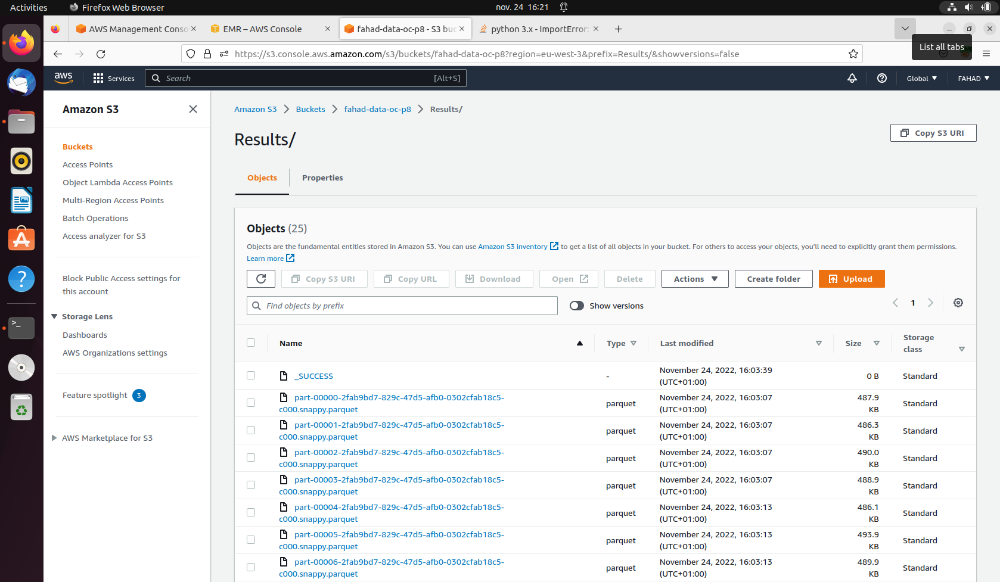 Activities
Firefox Web Browser
nov. 24 16:21
AWS Management Conso
EMR – AWS Console
fahad-data-oc-p8 - S3 buc
python 3.x - ImportError:
List all tabs
https://s3.console.aws.amazon.com/s3/buckets/fahad-data-oc-p8?region=eu-west-3&prefix=Results/&showversions=false
aws
Services
Search
[Alt+S]
Global
FAHAD
Amazon S3
Buckets
Access Points
Object Lambda Access Points
Multi-Region Access Points
Batch Operations
Access analyzer for S3
Block Public Access settings for
this account
Storage Lens
Dashboards
AWS Organizations settings
Feature spotlight 3
AWS Marketplace for S3
Amazon S3 > Buckets > fahad-data-oc-p8 > Results/
Results/
Copy S3 URI
Objects
Properties
Objects (25)
Objects are the fundamental entities stored in Amazon S3. You can use Amazon S3 inventory to get a list of all objects in your bucket. For others to access your objects, you'll need to explicitly grant them permissions.
Learn more
Copy S3 URI
Copy URL
Download
Open
Delete
Actions
Create folder
Upload
Find objects by prefix
Show versions
1
Name
Type
Last modified
Size
Storage
class
_SUCCESS
-
November 24, 2022, 16:03:39
(UTC+01:00)
0 B
Standard
part-00000-2fab9bd7-829c-47d5-afb0-0302cfab18c5-
c000.snappy.parquet
parquet
November 24, 2022, 16:03:07
(UTC+01:00)
487.9
KB
Standard
part-00001-2fab9bd7-829c-47d5-afb0-0302cfab18c5-
c000.snappy.parquet
parquet
November 24, 2022, 16:03:07
(UTC+01:00)
486.3
KB
Standard
part-00002-2fab9bd7-829c-47d5-afb0-0302cfab18c5-
c000.snappy.parquet
parquet
November 24, 2022, 16:03:07
(UTC+01:00)
490.0
KB
Standard
part-00003-2fab9bd7-829c-47d5-afb0-0302cfab18c5-
c000.snappy.parquet
parquet
November 24, 2022, 16:03:07
(UTC+01:00)
488.9
KB
Standard
part-00004-2fab9bd7-829c-47d5-afb0-0302cfab18c5-
c000.snappy.parquet
parquet
November 24, 2022, 16:03:13
(UTC+01:00)
486.1
KB
Standard
part-00005-2fab9bd7-829c-47d5-afb0-0302cfab18c5-
c000.snappy.parquet
parquet
November 24, 2022, 16:03:13
(UTC+01:00)
493.9
KB
Standard
part-00006-2fab9bd7-829c-47d5-afb0-0302cfab18c5-
c000.snappy.parquet
parquet
November 24, 2022, 16:03:13
(UTC+01:00)
489.9
KB
Standard